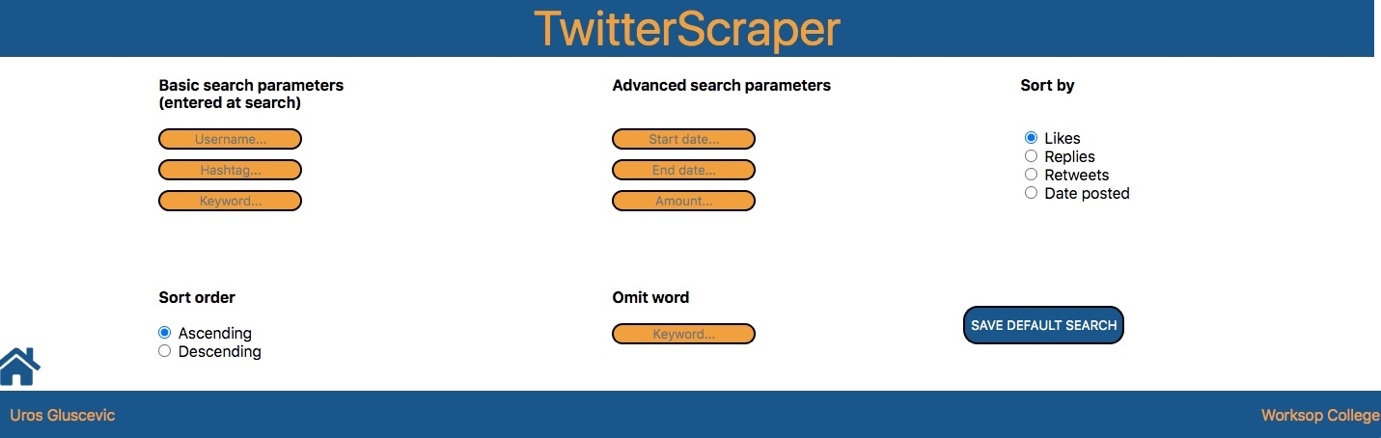 TwitterScraper
Basic search parameters
(entered at search)
Username...
Hashtag...
Keyword...
Advanced search parameters
Start date...
End date...
Amount...
Sort by
Likes
Replies
Retweets
Date posted
Sort order
Ascending
Descending
Omit word
Keyword...
SAVE DEFAULT SEARCH
Uros Gluscevic
Worksop College